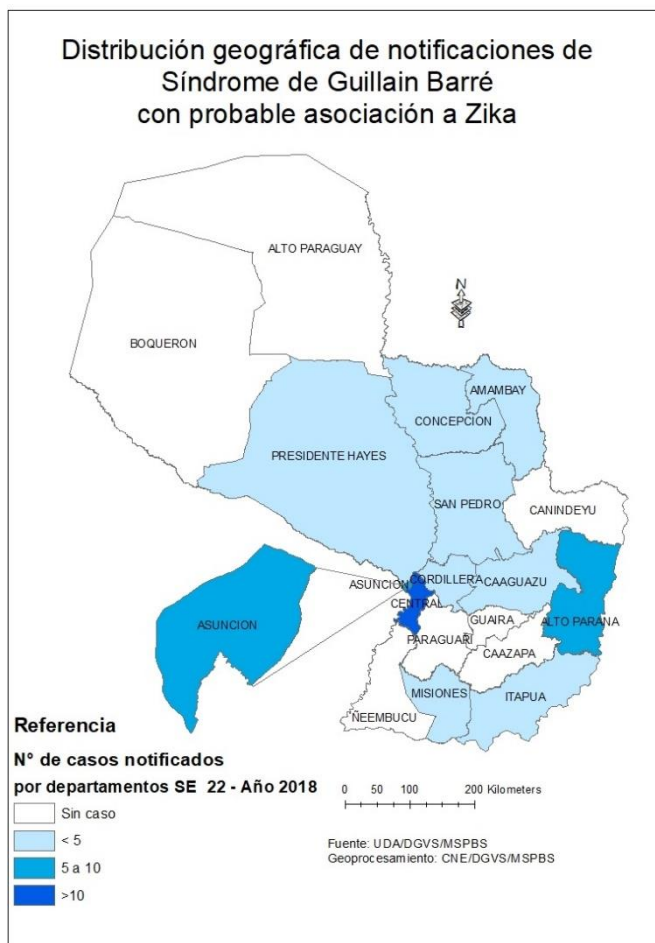 Distribución geográfica de notificaciones de
Síndrome de Guillain Barré
con probable asociación a Zika
ALTO PARAGUAY
N
BOQUERON
AMAMBAY
CONCEPCION
PRESIDENTE HAYES
SAN PEDRO
CANINDEYU
ASUNCION
CORDILLERA
CAAGUAZU
CENTRAL
ASUNCION
GUAIRA
ALTO PARANA
PARAGUARI
CAAZAPA
MISIONES
ITAPUA
ÑEEMBUCU
Referencia
N° de casos notificados
por departamentos SE 22 - Año 2018
Sin caso
< 5
5 a 10
>10
0 50 100 200 Kilometers
Fuente: UDA/DGVS/MSPBS
Geoprocesamiento: CNE/DGVS/MSPBS